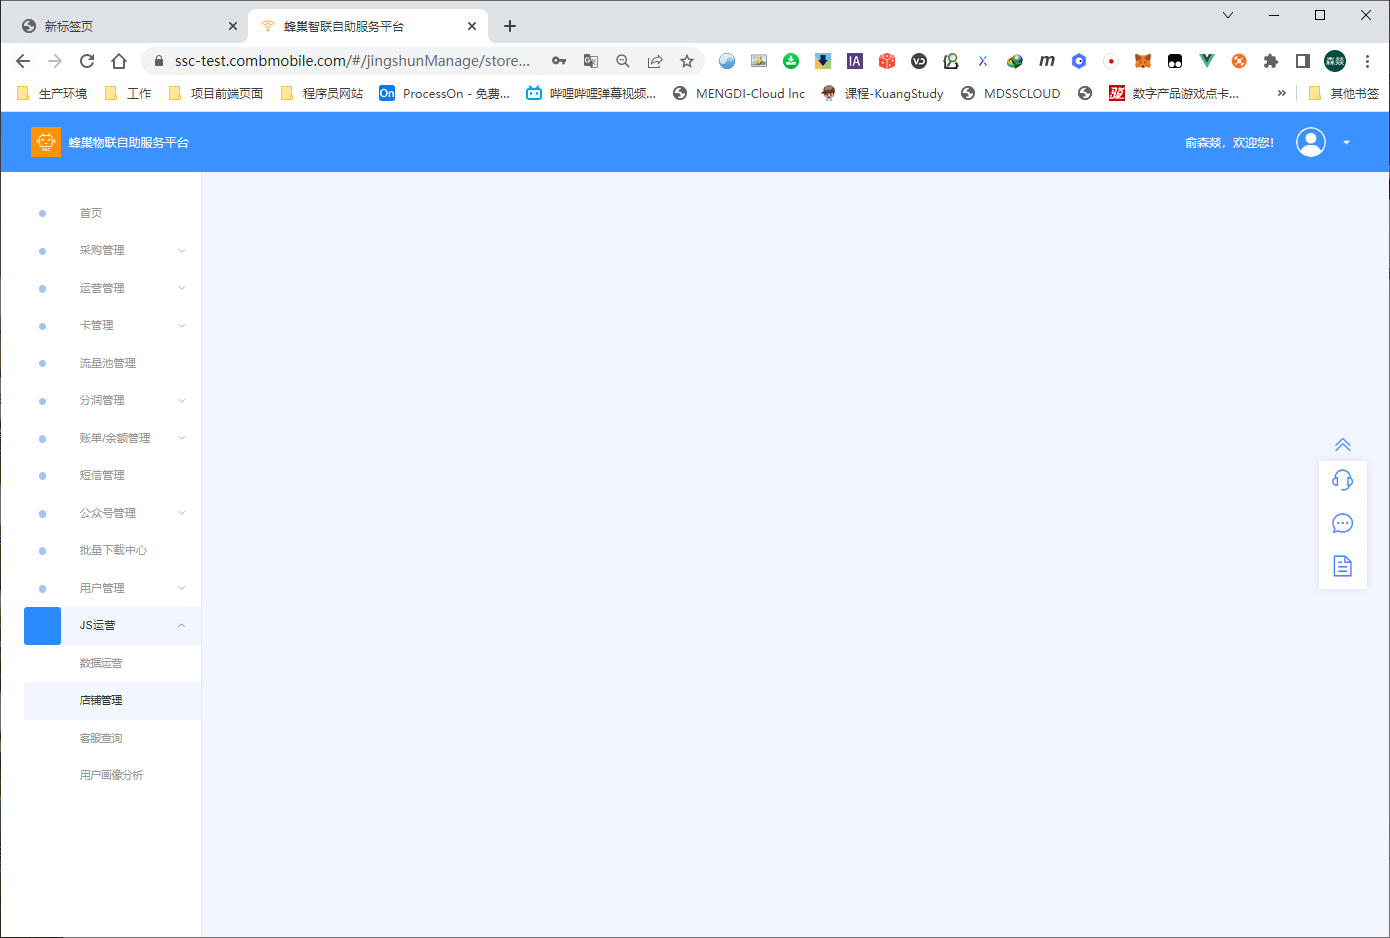 新标签页
蜂巢智联自助服务平台
ssc-test.combmobile.com/#/jingshunManage/store...
IA
m
森燚
生产环境
工作
项目前端页面
程序员网站
On
ProcessOn - 免费...
哔哩哔哩弹幕视频...
MENGDI-Cloud lnc
课程-KuangStudy
MDSSCLOUD
数字产品游戏点卡...
»
其他书签
蜂巢物联自助服务平台
俞森燚，欢迎您！
首页
采购管理
运营管理
卡管理
流量池管理
分润管理
账单/余额管理
短信管理
公众号管理
批量下载中心
用户管理
JS运营
数据运营
店铺管理
客服查询
用户画像分析